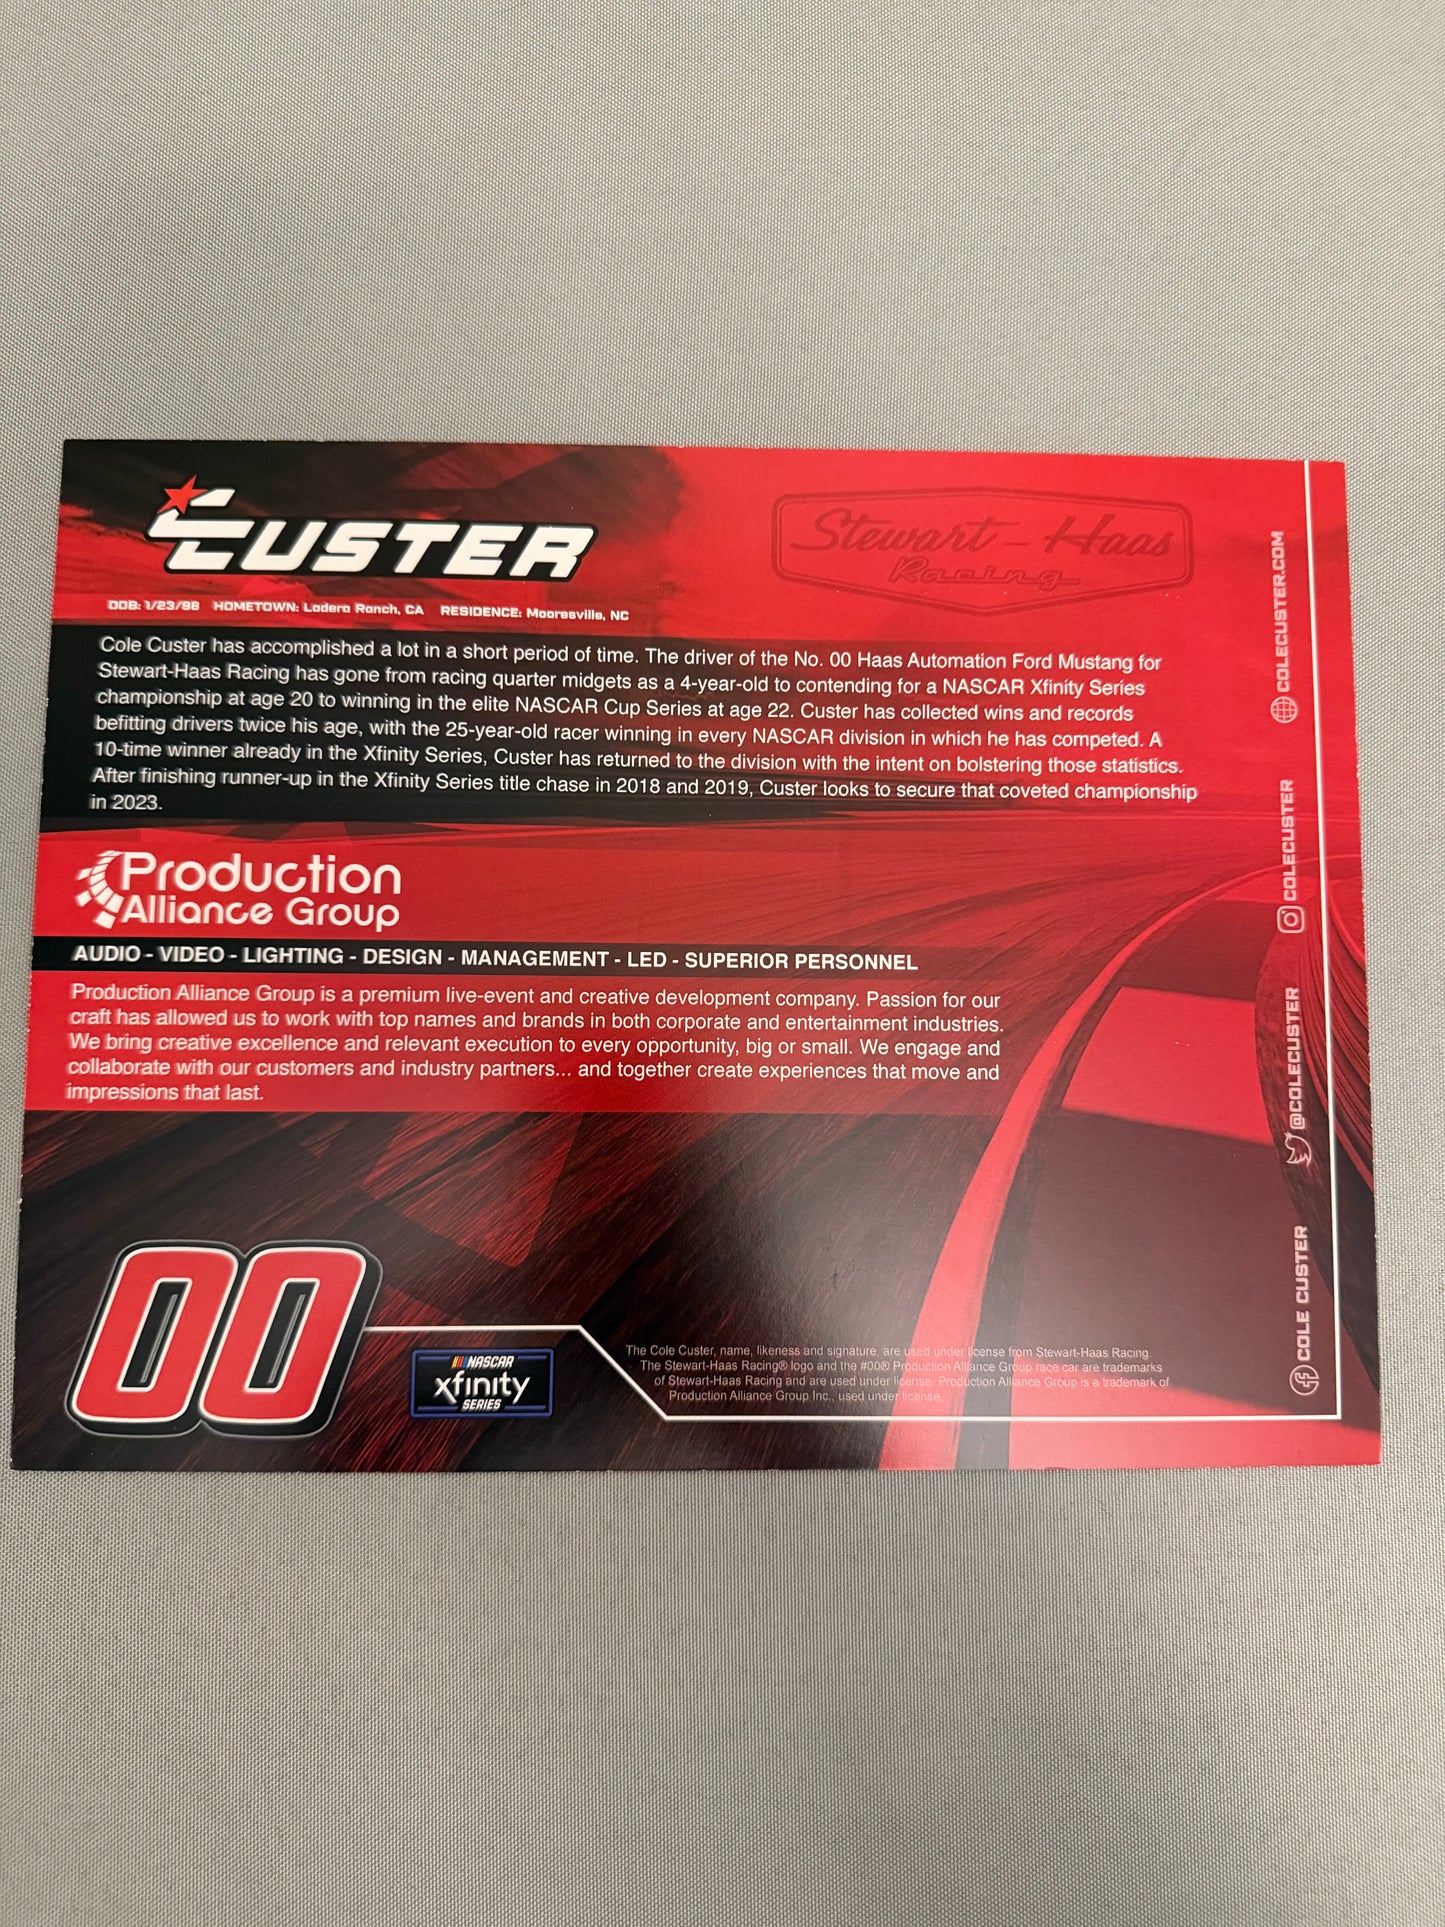 CUSTER
Stewart-Haas
Racing
DOB: 1/23/98 HOMETOWN: Ladera Ranch, CA RESIDENCE: Mooresville, NC
Cole Custer has accomplished a lot in a short period of time. The driver of the No. 00 Haas Automation Ford Mustang for
Stewart-Haas Racing has gone from racing quarter midgets as a 4-year-old to contending for a NASCAR Xfinity Series
championship at age 20 to winning in the elite NASCAR Cup Series at age 22. Custer has collected wins and records
befitting drivers twice his age, with the 25-year-old racer winning in every NASCAR division in which he has competed. A
10-time winner already in the Xfinity Series, Custer has returned to the division with the intent on bolstering those statistics.
After finishing runner-up in the Xfinity Series title chase in 2018 and 2019, Custer looks to secure that coveted championship
in 2023.
Production
Alliance Group
AUDIO - VIDEO - LIGHTING - DESIGN - MANAGEMENT - LED - SUPERIOR PERSONNEL
Production Alliance Group is a premium live-event and creative development company. Passion for our
craft has allowed us to work with top names and brands in both corporate and entertainment industries.
We bring creative excellence and relevant execution to every opportunity, big or small. We engage and
collaborate with our customers and industry partners... and together create experiences that move and
impressions that last.
00
NASCAR
xfinity
SERIES
The Cole Custer, name, likeness and signature, are used under license from Stewart-Haas Racing.
The Stewart-Haas Racing® logo and the #00® Production Alliance Group race car are trademarks
of Stewart-Haas Racing and are used under license. Production Alliance Group is a trademark of
Production Alliance Group Inc., used under license.
COLECUSTER.COM
COLECUSTER
@COLECUSTER
COLE CUSTER